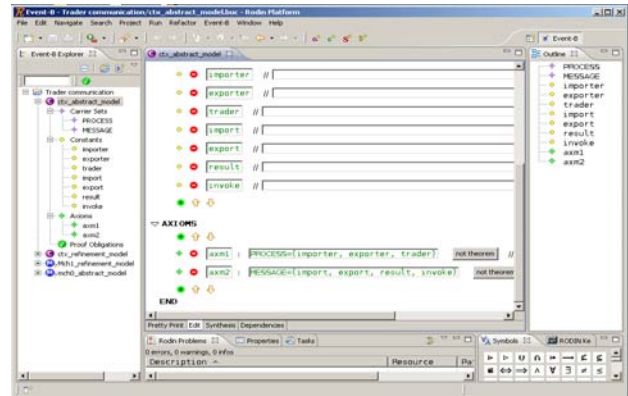 Event-B - Trader communication/ctx_abstract_model.buc - Rodin Platform
File Edit Navigate Search Project Run Refactor Event-B Window Help
Event-B
Event-B Explorer
Trader communication
ctx_abstract_model
Carrier Sets
PROCESS
MESSAGE
Constants
importer
exporter
trader
import
export
result
invoke
Axioms
axm1
axm2
Proof Obligations
ctx_refinement_model
Mch1_refinement_model
mch0_abstract_model
ctx_abstract_model
importer //
exporter //
trader //
import //
export //
result //
invoke //
AXIOMS
axm1 : PROCESS={importer, exporter, trader} not theorem //
axm2 : MESSAGE={import, export, result, invoke} not theorem
END
Pretty Print Edit Synthesis Dependencies
Outline
PROCESS
MESSAGE
importer
exporter
trader
import
export
result
invoke
axm1
axm2
Rodin Problems Properties Tasks
0 errors, 0 warnings, 0 infos
Description Resource Pa
Symbols RODIN Ke